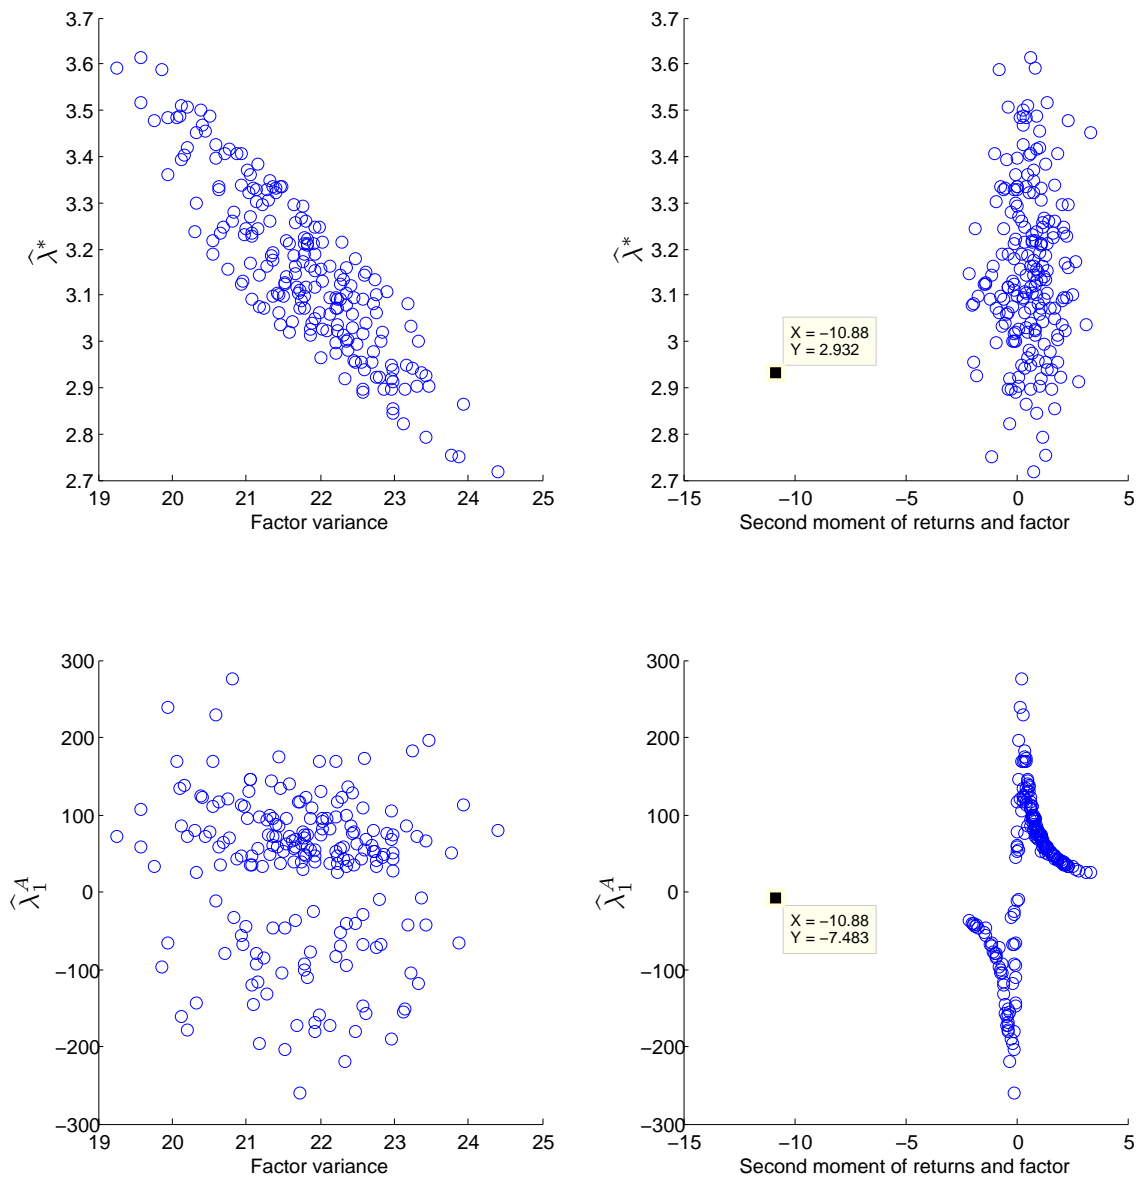 3.7
3.6
3.5
3.4
3.3
3.2
3.1
3
2.9
2.8
2.7
λ̂*
19 20 21 22 23 24 25
Factor variance
3.7
3.6
3.5
3.4
3.3
3.2
3.1
3
2.9
2.8
2.7
λ̂*
X = −10.88
Y = 2.932
−15 −10 −5 0 5
Second moment of returns and factor
300
200
100
0
−100
−200
−300
λ̂₁ᴬ
19 20 21 22 23 24 25
Factor variance
300
200
100
0
−100
−200
−300
λ̂₁ᴬ
X = −10.88
Y = −7.483
−15 −10 −5 0 5
Second moment of returns and factor